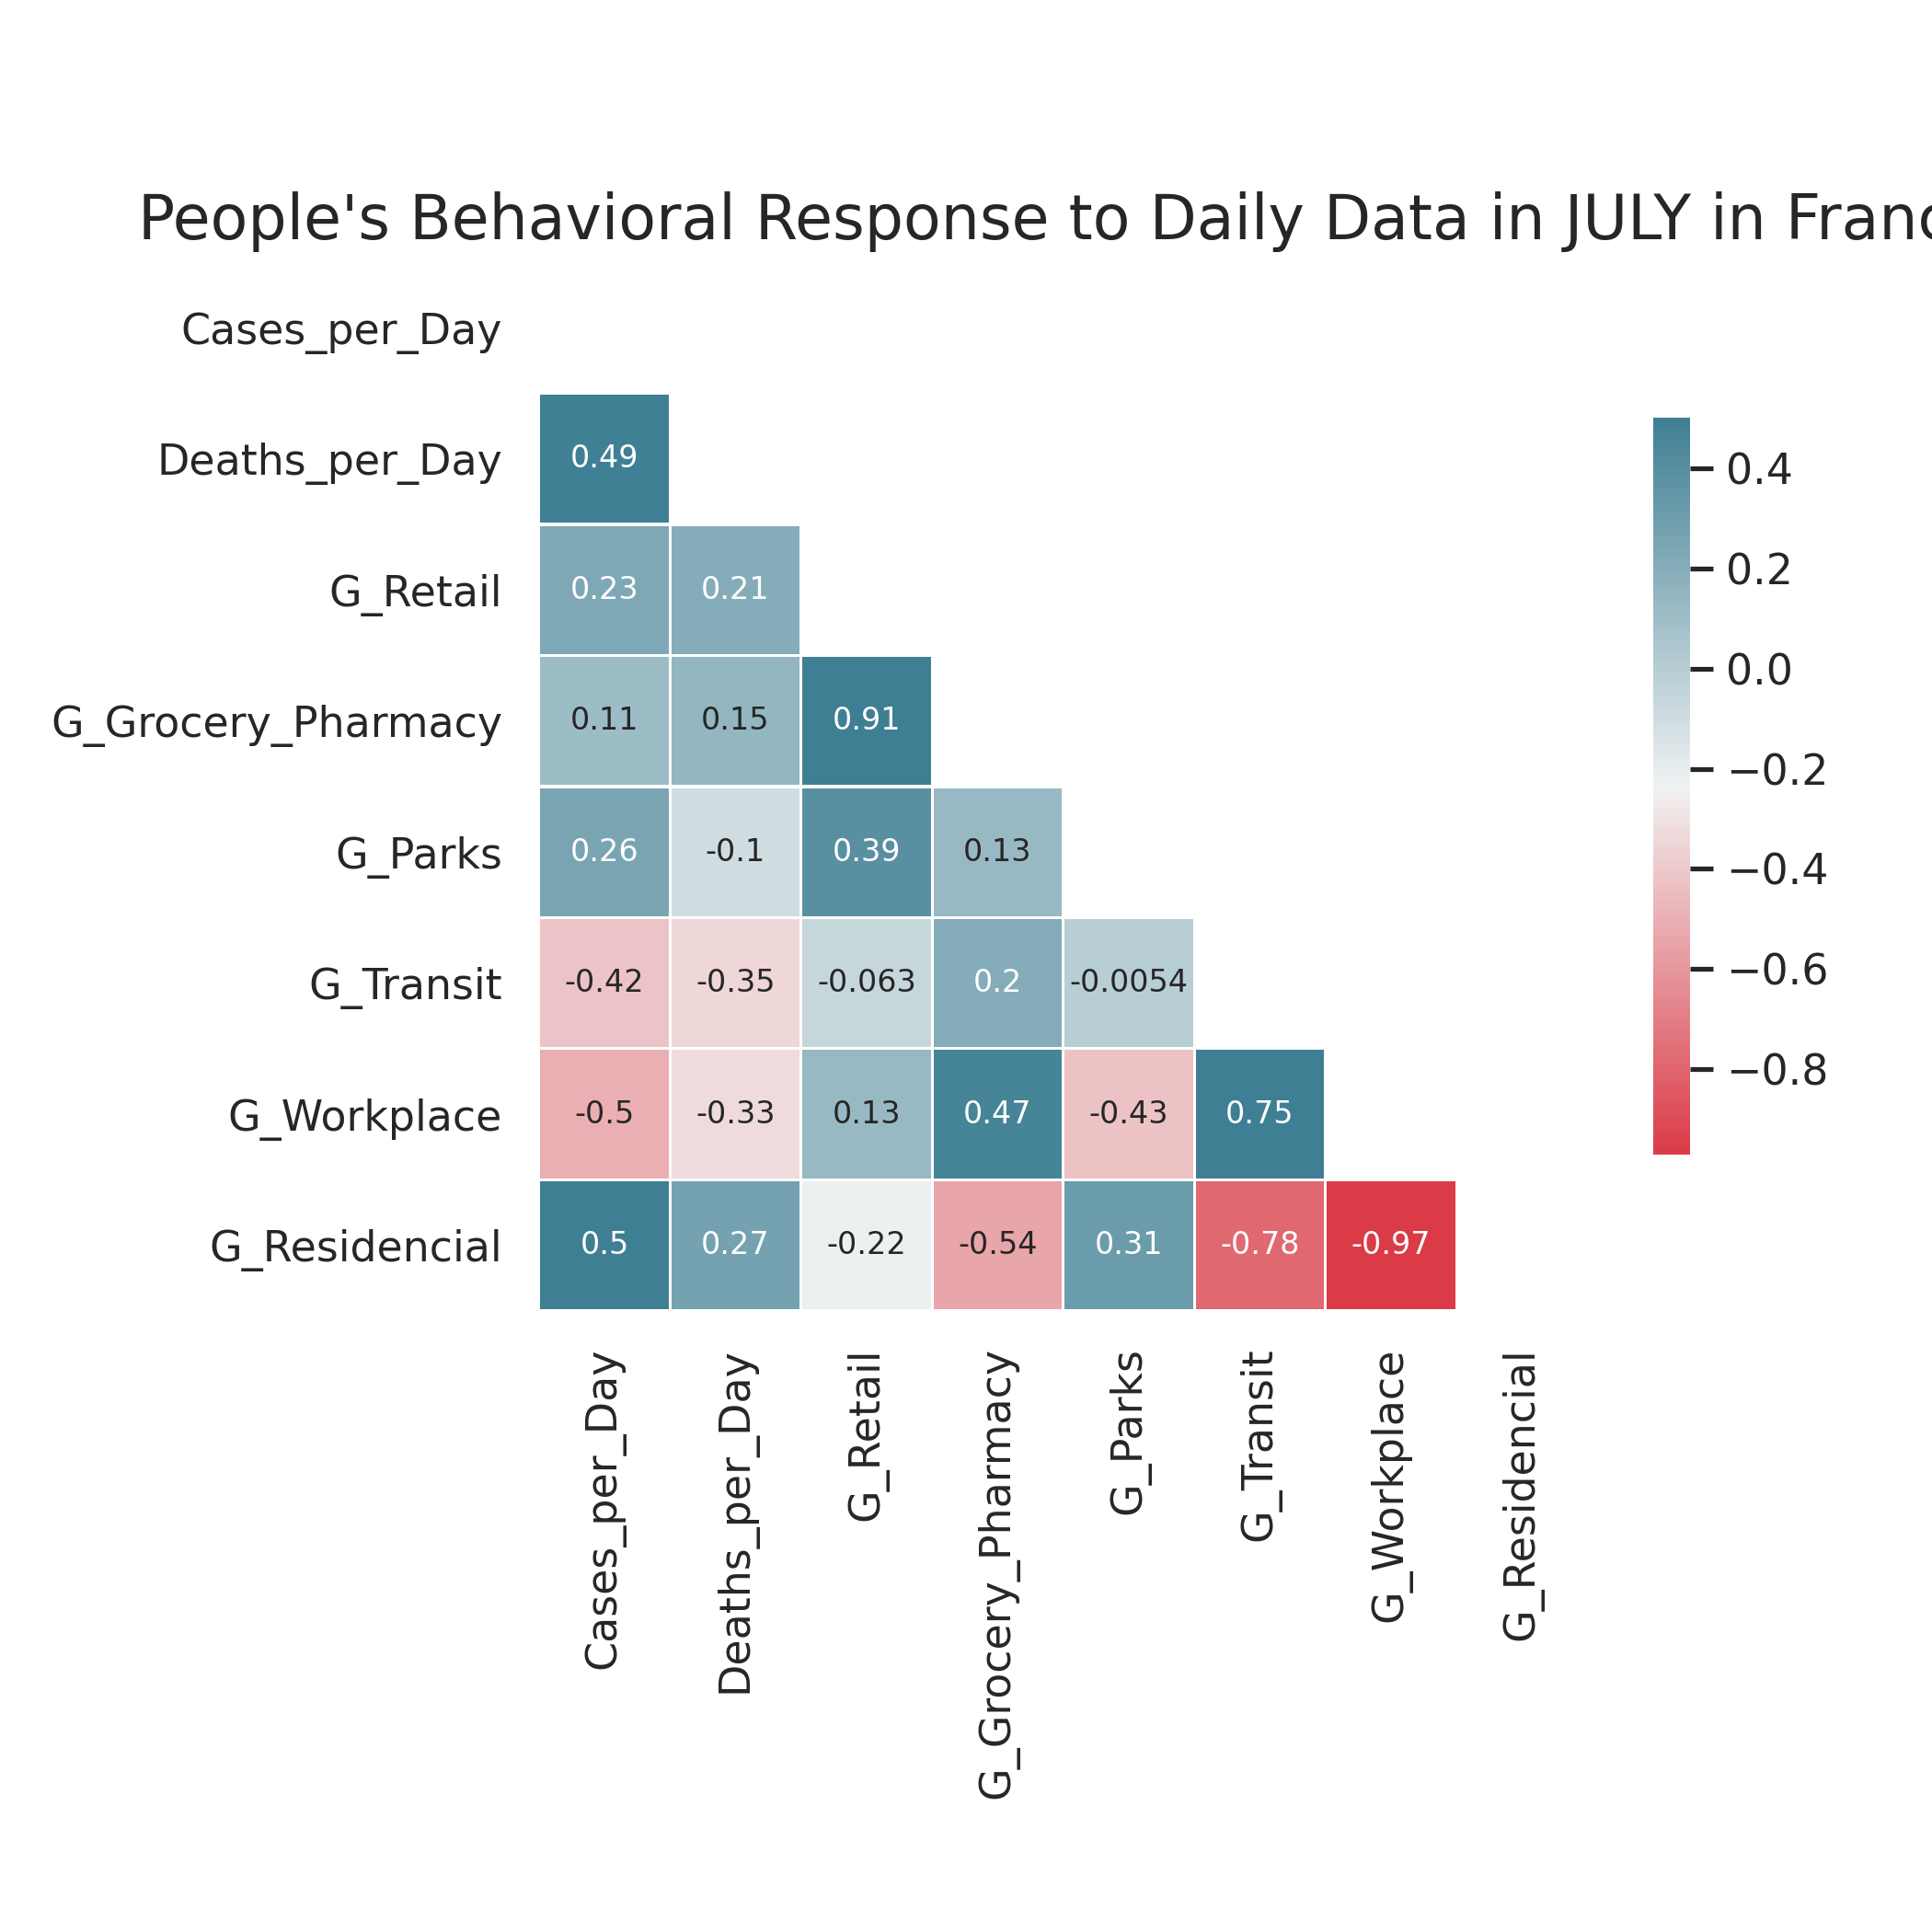 People's Behavioral Response to Daily Data in JULY in Franc
Cases_per_Day
Deaths_per_Day 0.49
G_Retail 0.23 0.21
G_Grocery_Pharmacy 0.11 0.15 0.91
G_Parks 0.26 -0.1 0.39 0.13
G_Transit -0.42 -0.35 -0.063 0.2 -0.0054
G_Workplace -0.5 -0.33 0.13 0.47 -0.43 0.75
G_Residencial 0.5 0.27 -0.22 -0.54 0.31 -0.78 -0.97
Cases_per_Day
Deaths_per_Day
G_Retail
G_Grocery_Pharmacy
G_Parks
G_Transit
G_Workplace
G_Residencial
0.4
0.2
0.0
−0.2
−0.4
−0.6
−0.8